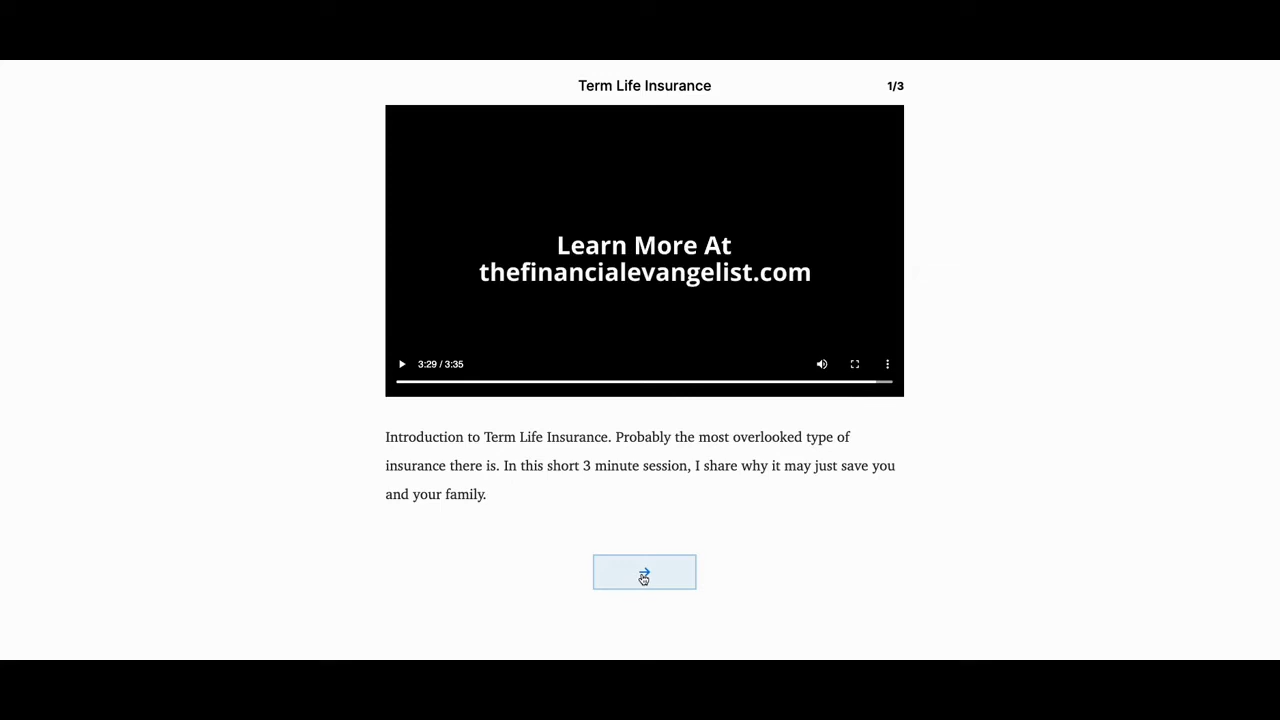 Term Life Insurance
1/3
Learn More At
thefinancialevangelist.com
3:29 / 3:35
Introduction to Term Life Insurance. Probably the most overlooked type of
insurance there is. In this short 3 minute session, I share why it may just save you
and your family.